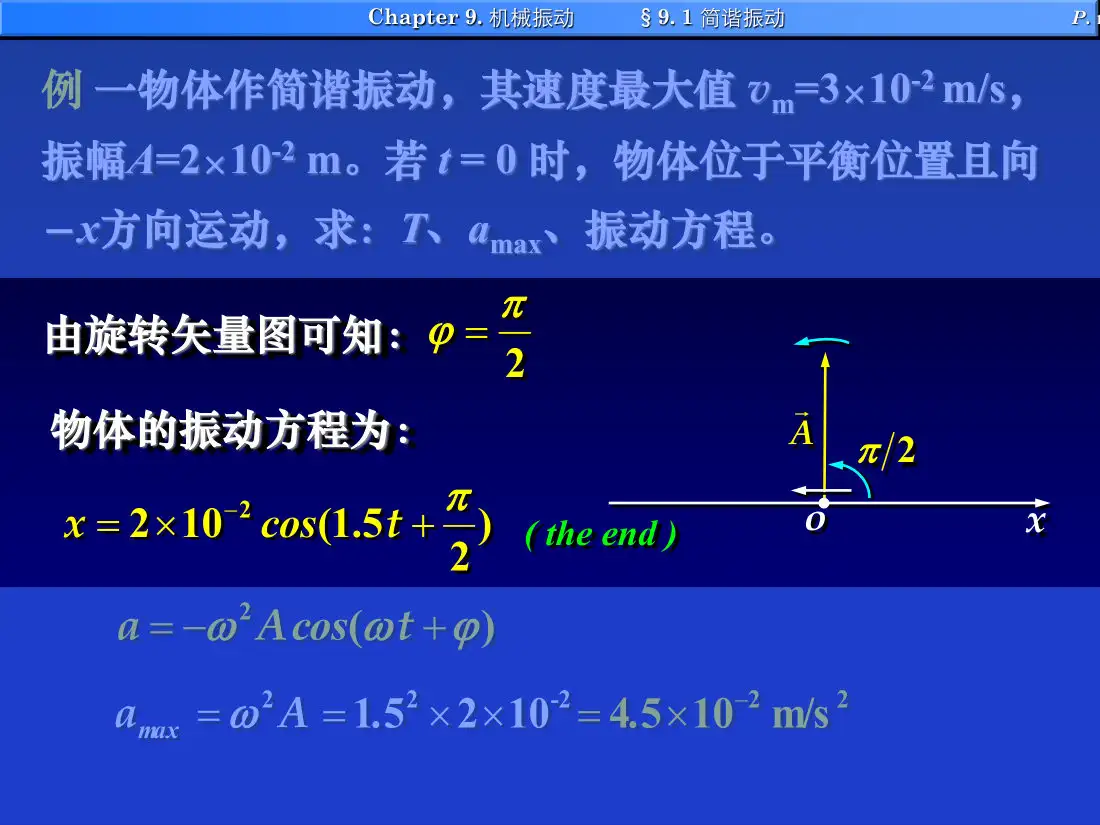 Chapter 9. 机械振动 § 9. 1 简谐振动 P.
例 一物体作简谐振动，其速度最大值 vm=3×10-2 m/s，
振幅A=2×10-2 m。若 t = 0 时，物体位于平衡位置且向
–x方向运动，求：T、amax、振动方程。
由旋转矢量图可知：φ = π/2
物体的振动方程为：
x = 2×10−2 cos(1.5t + π/2) ( the end )
A
π/2
o
x
a = −ω2 A cos(ωt + φ)
amax = ω2 A = 1.52 × 2×10-2 = 4.5×10−2 m/s 2